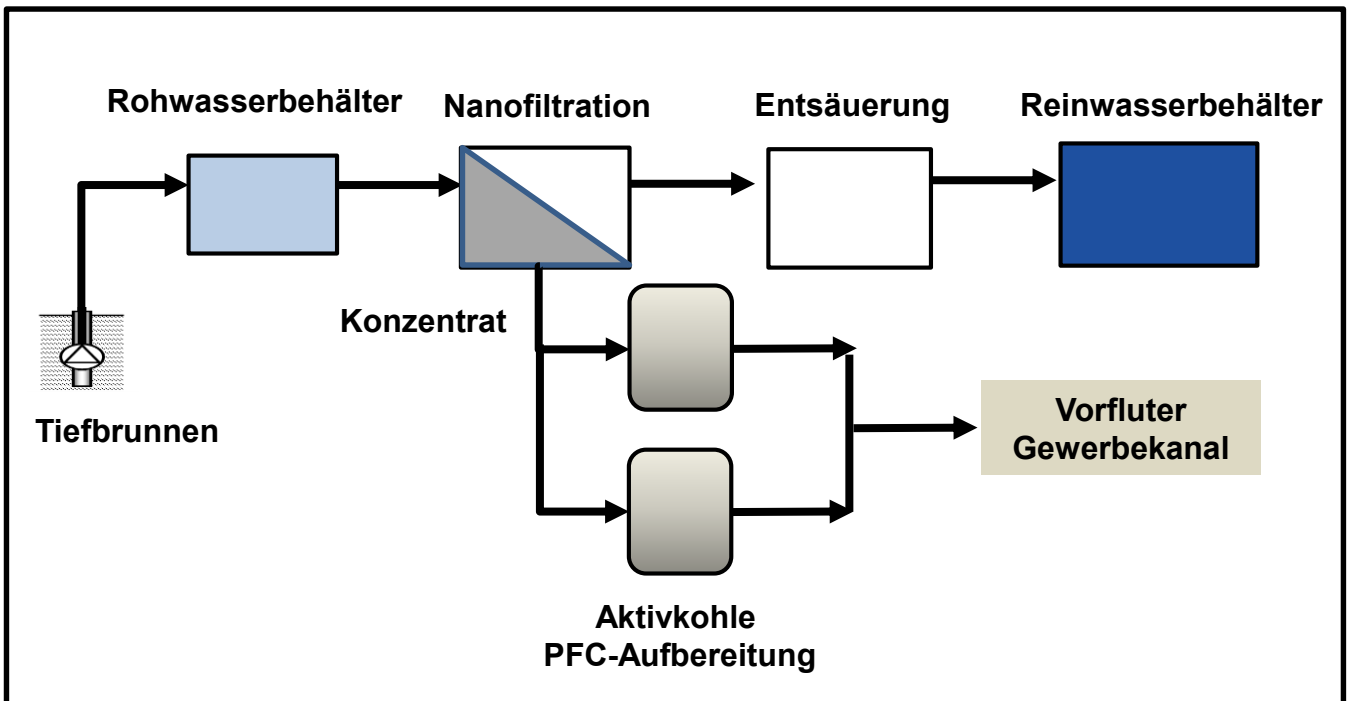 Rohwasserbehälter
Nanofiltration
Entsäuerung
Reinwasserbehälter
Konzentrat
Tiefbrunnen
Vorfluter
Gewerbekanal
Aktivkohle
PFC-Aufbereitung